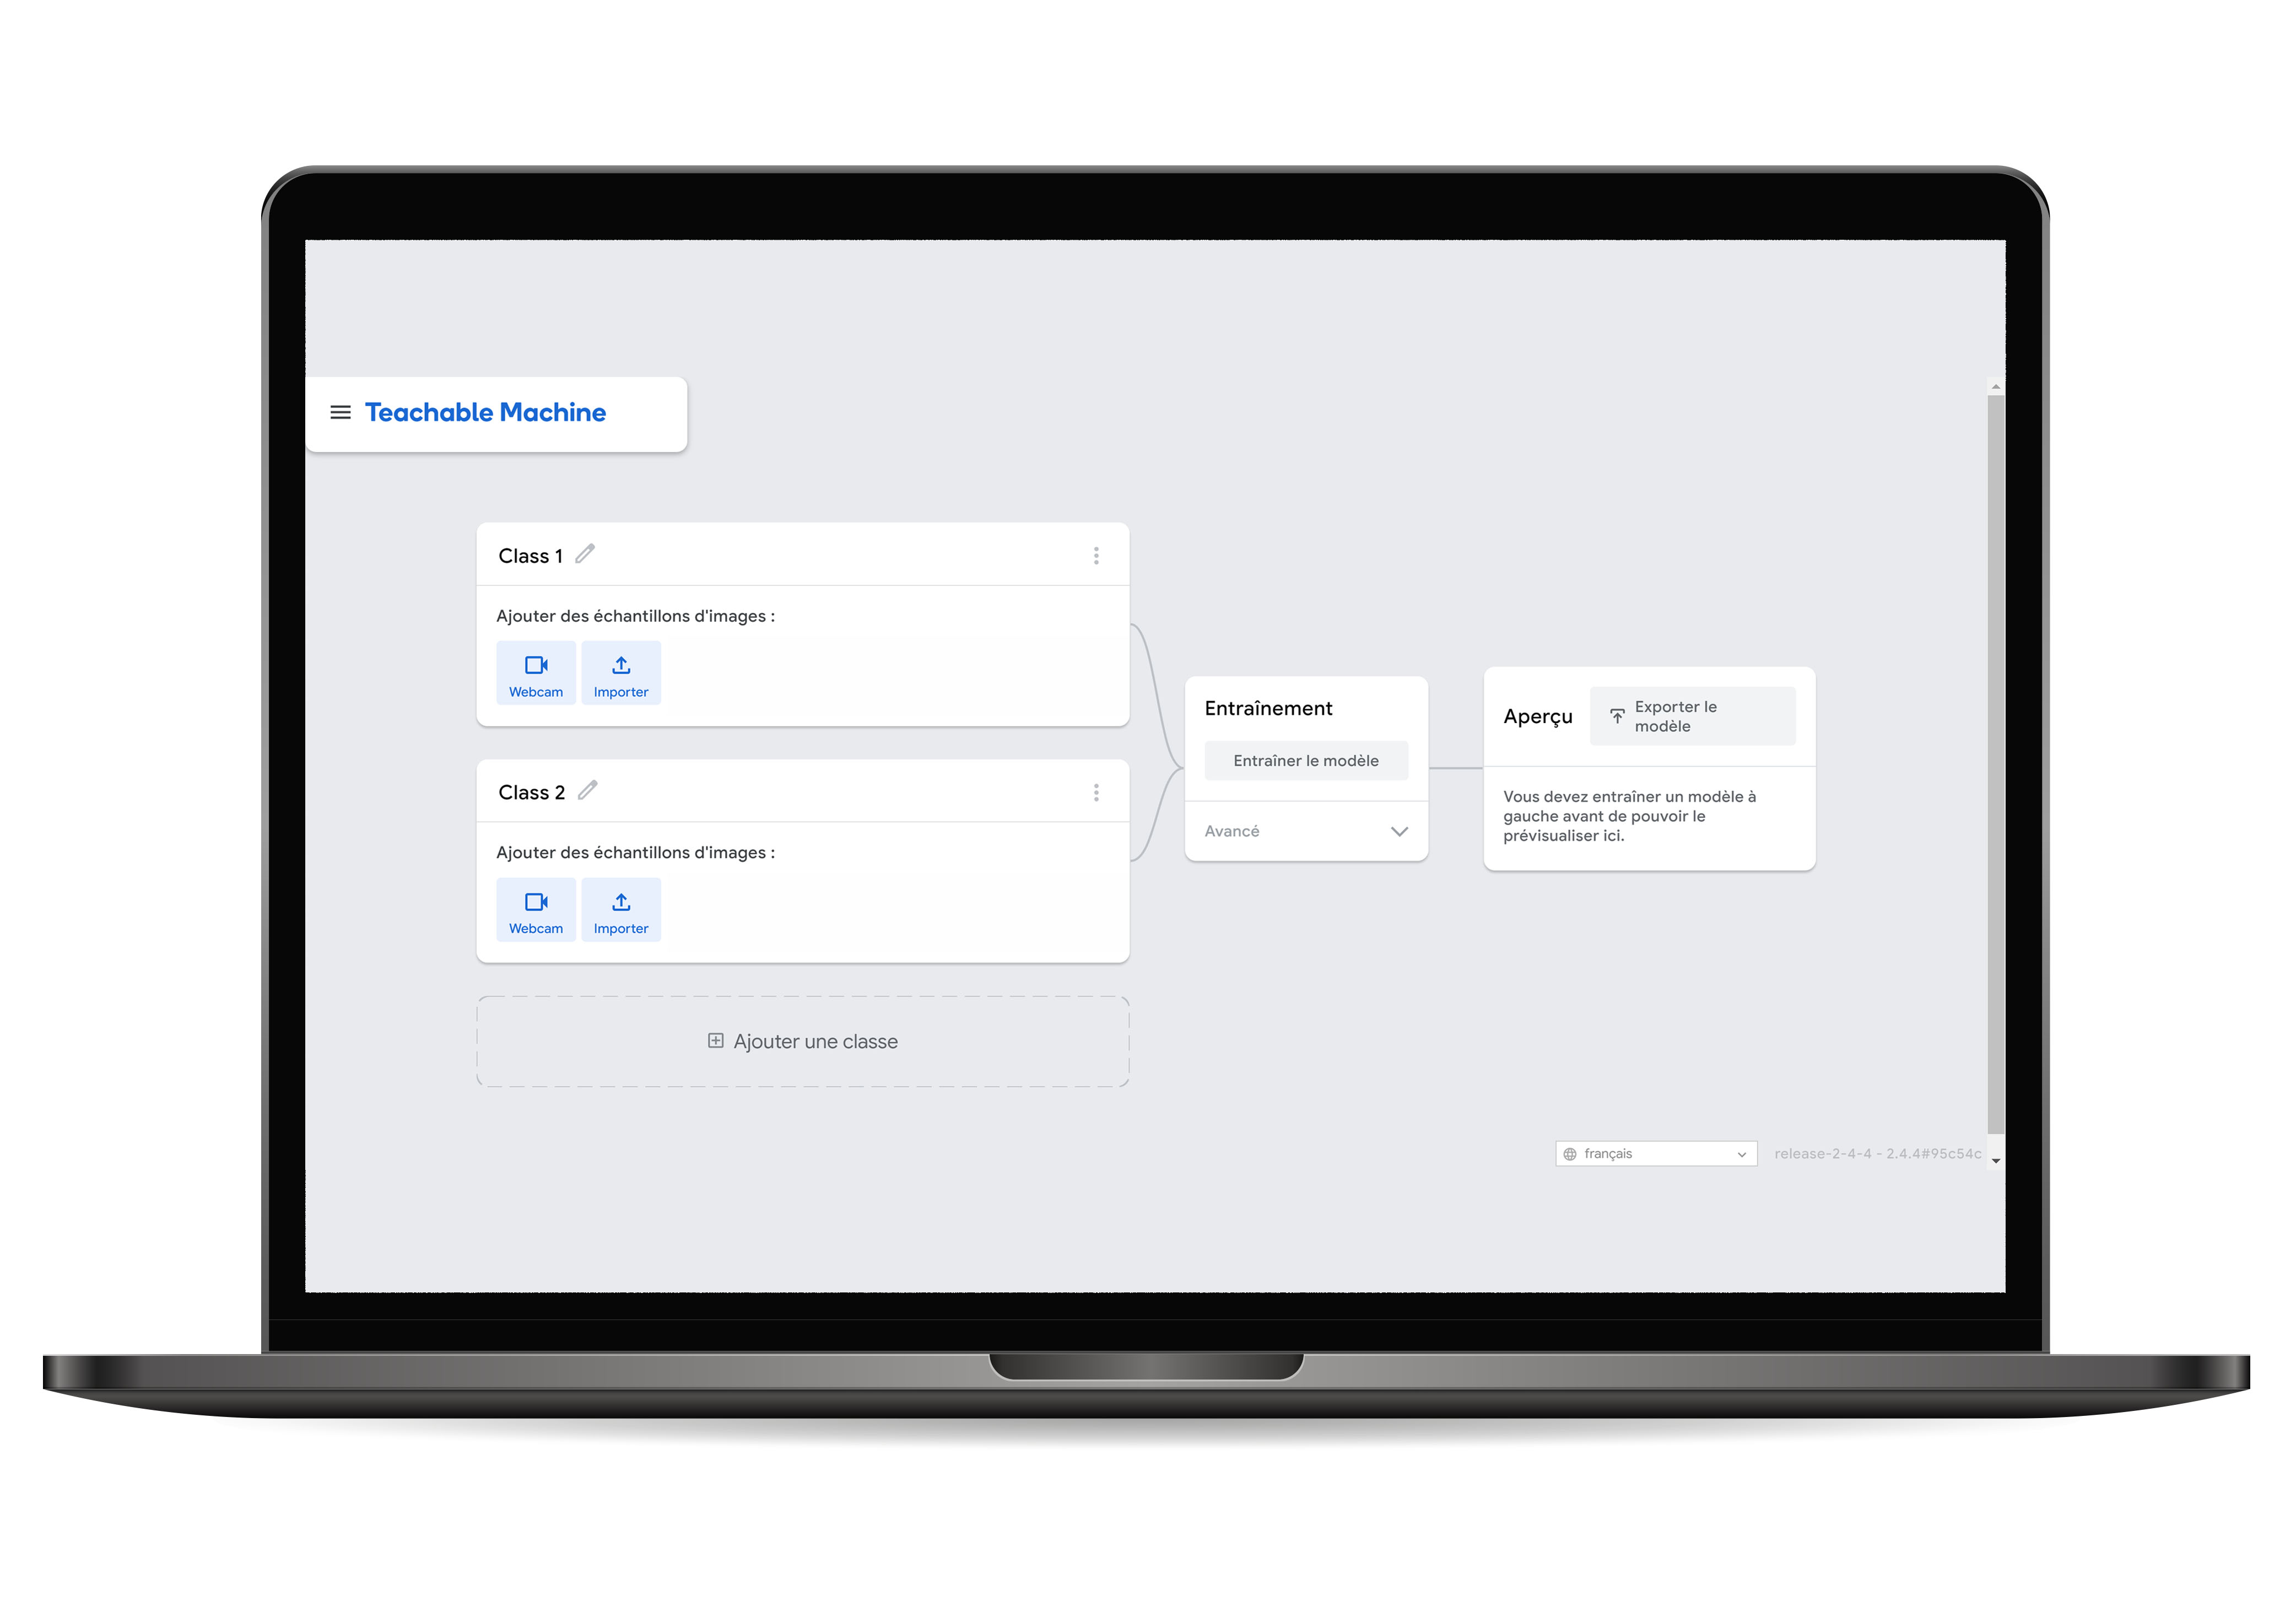 Teachable Machine
Class 1
Ajouter des échantillons d'images :
Webcam
Importer
Class 2
Ajouter des échantillons d'images :
Webcam
Importer
Ajouter une classe
Entraînement
Entraîner le modèle
Avancé
Aperçu
Exporter le
modèle
Vous devez entraîner un modèle à
gauche avant de pouvoir le
prévisualiser ici.
français
release-2-4-4 - 2.4.4#95c54c